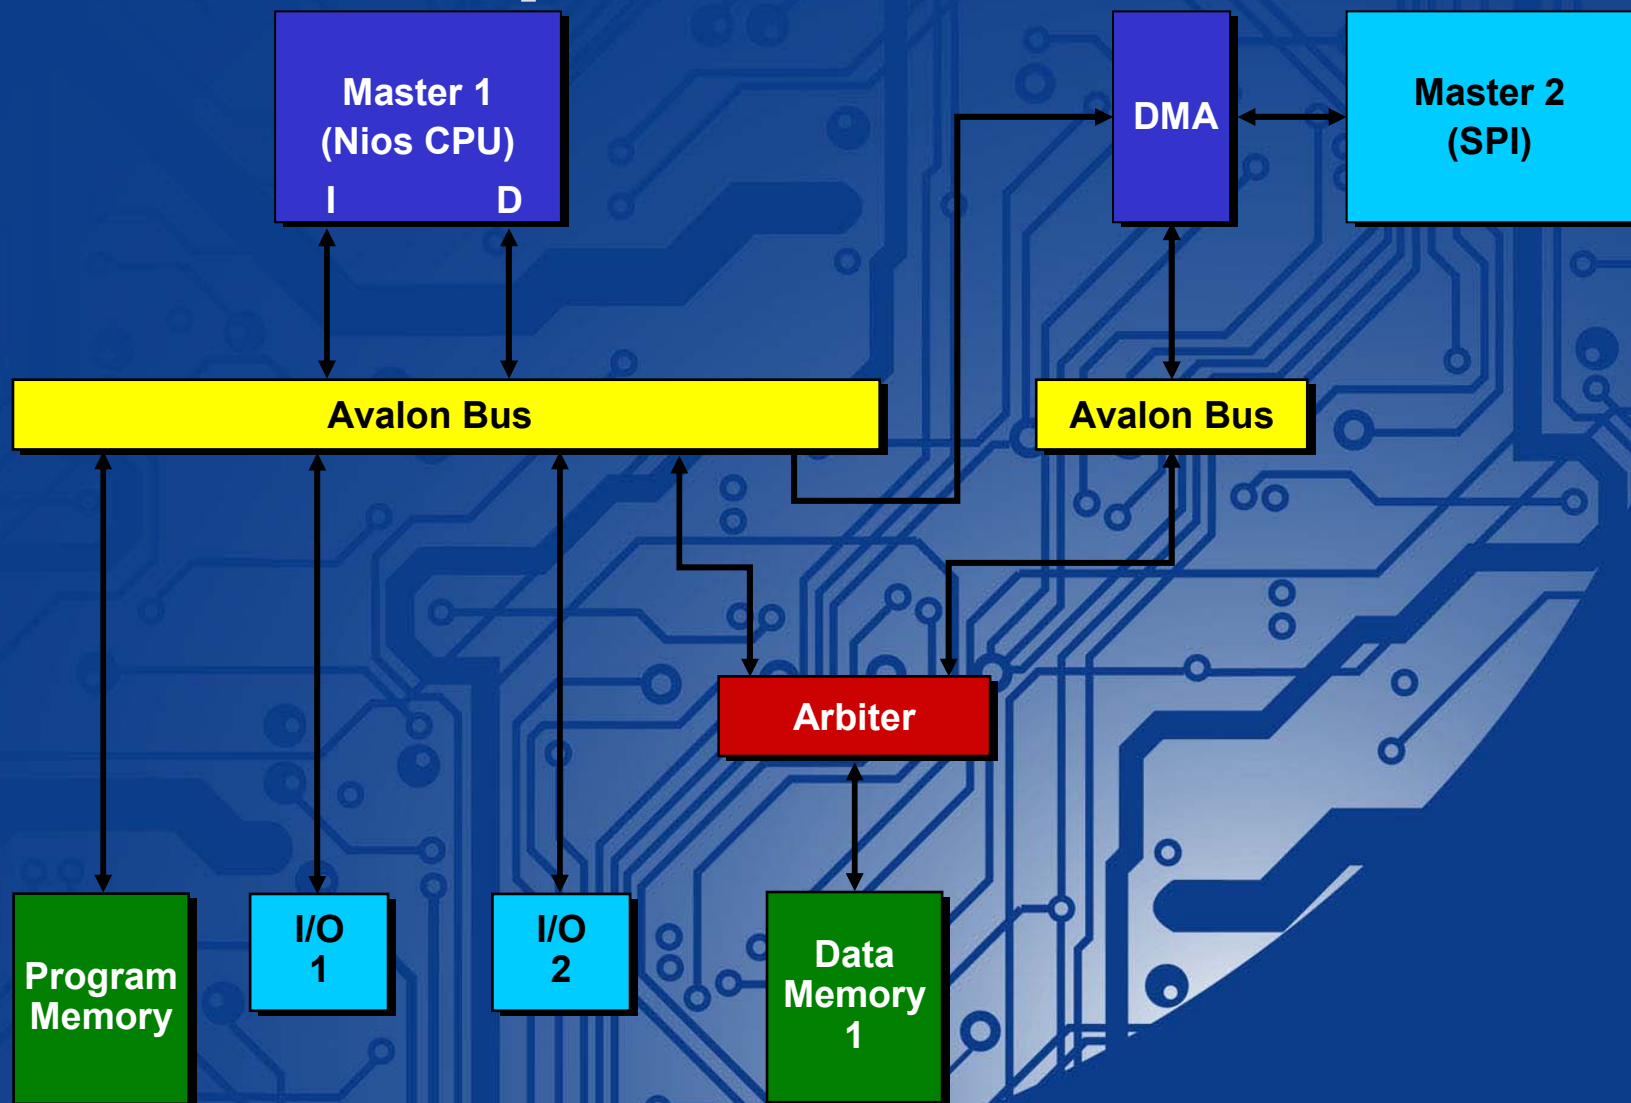 Master 1
(Nios CPU)
I D
DMA
Master 2
(SPI)
Avalon Bus
Avalon Bus
Arbiter
Program
Memory
I/O
1
I/O
2
Data
Memory
1